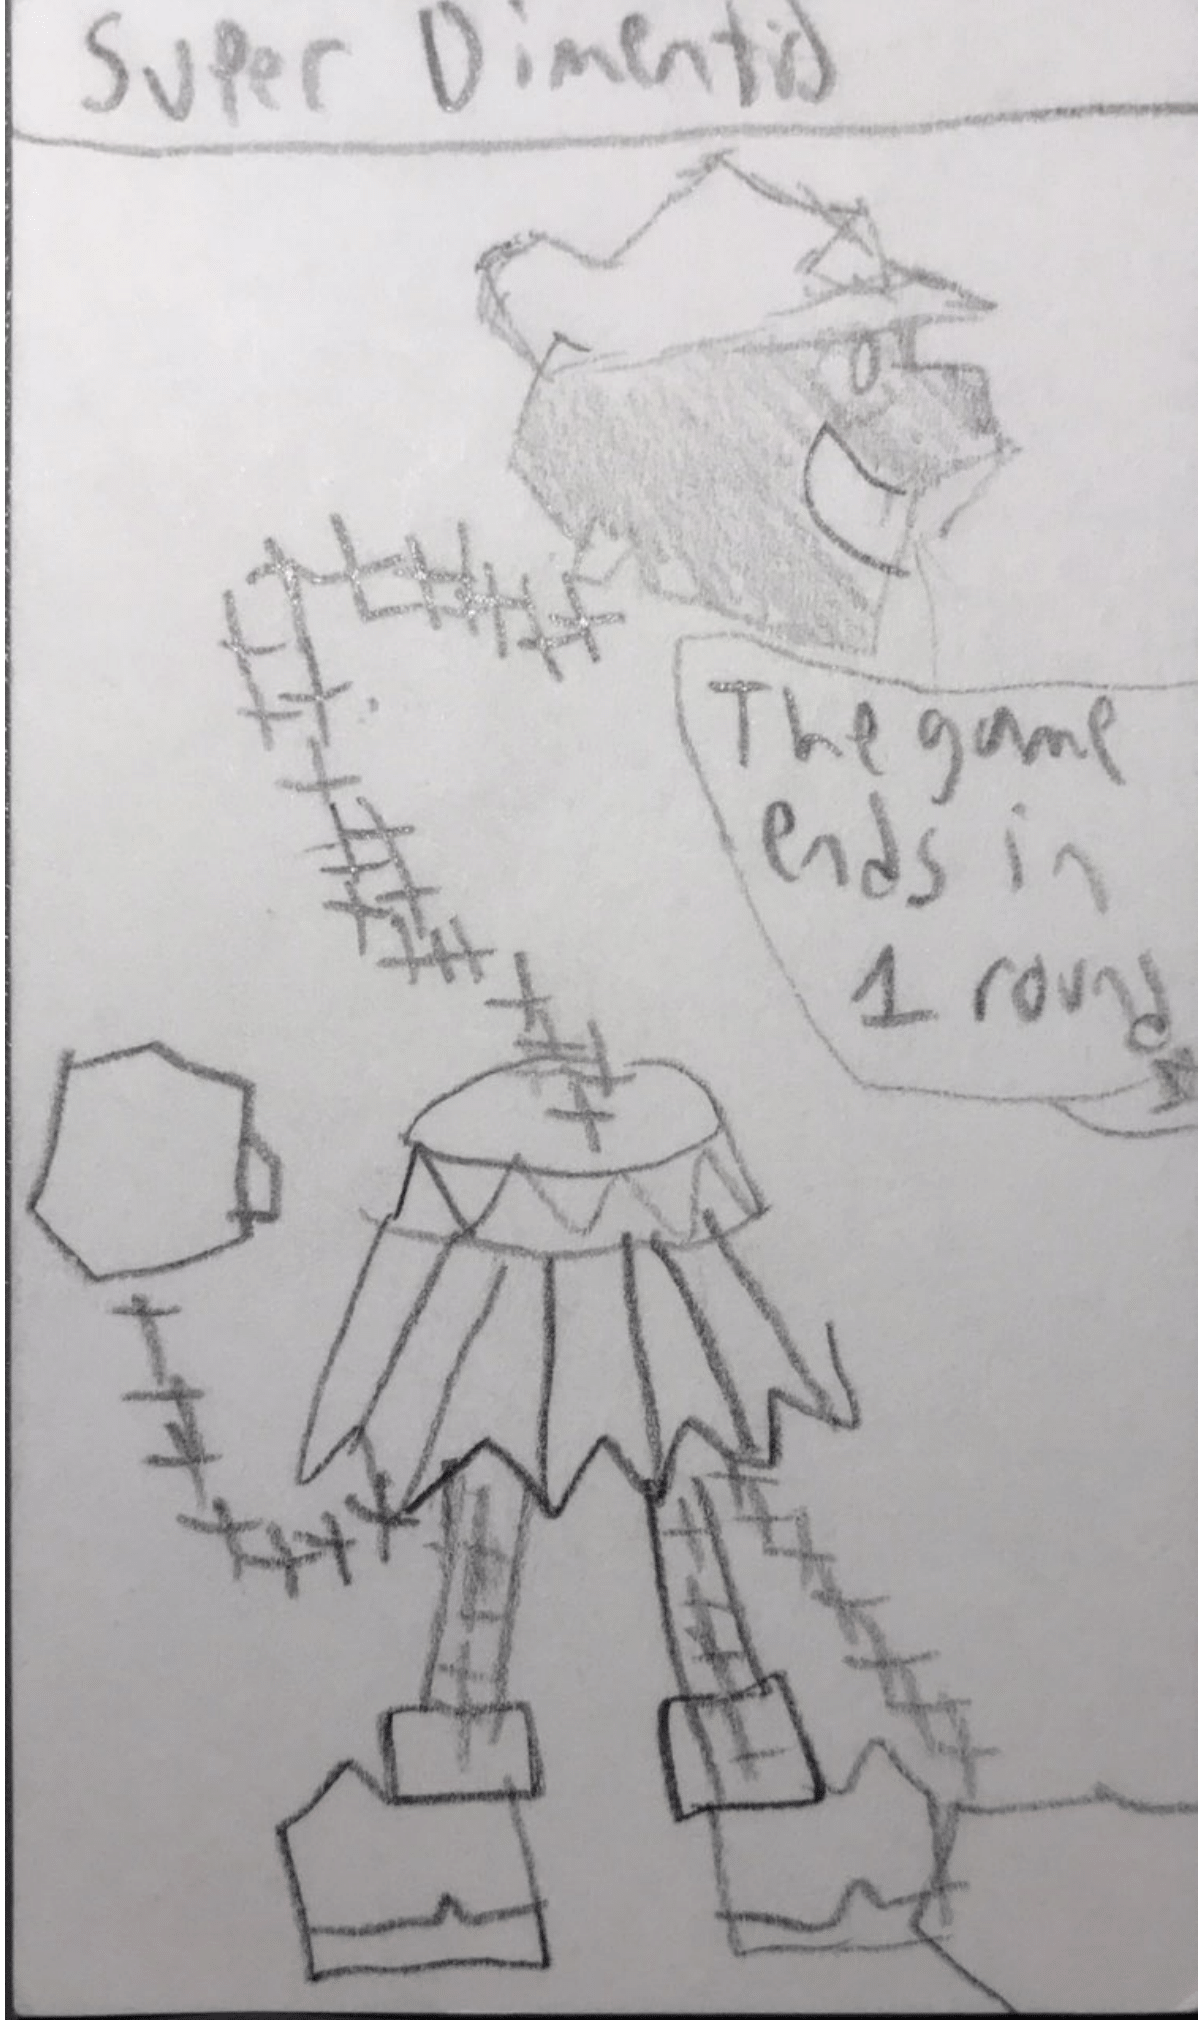 Super Dimentio
The game
ends in
1 round